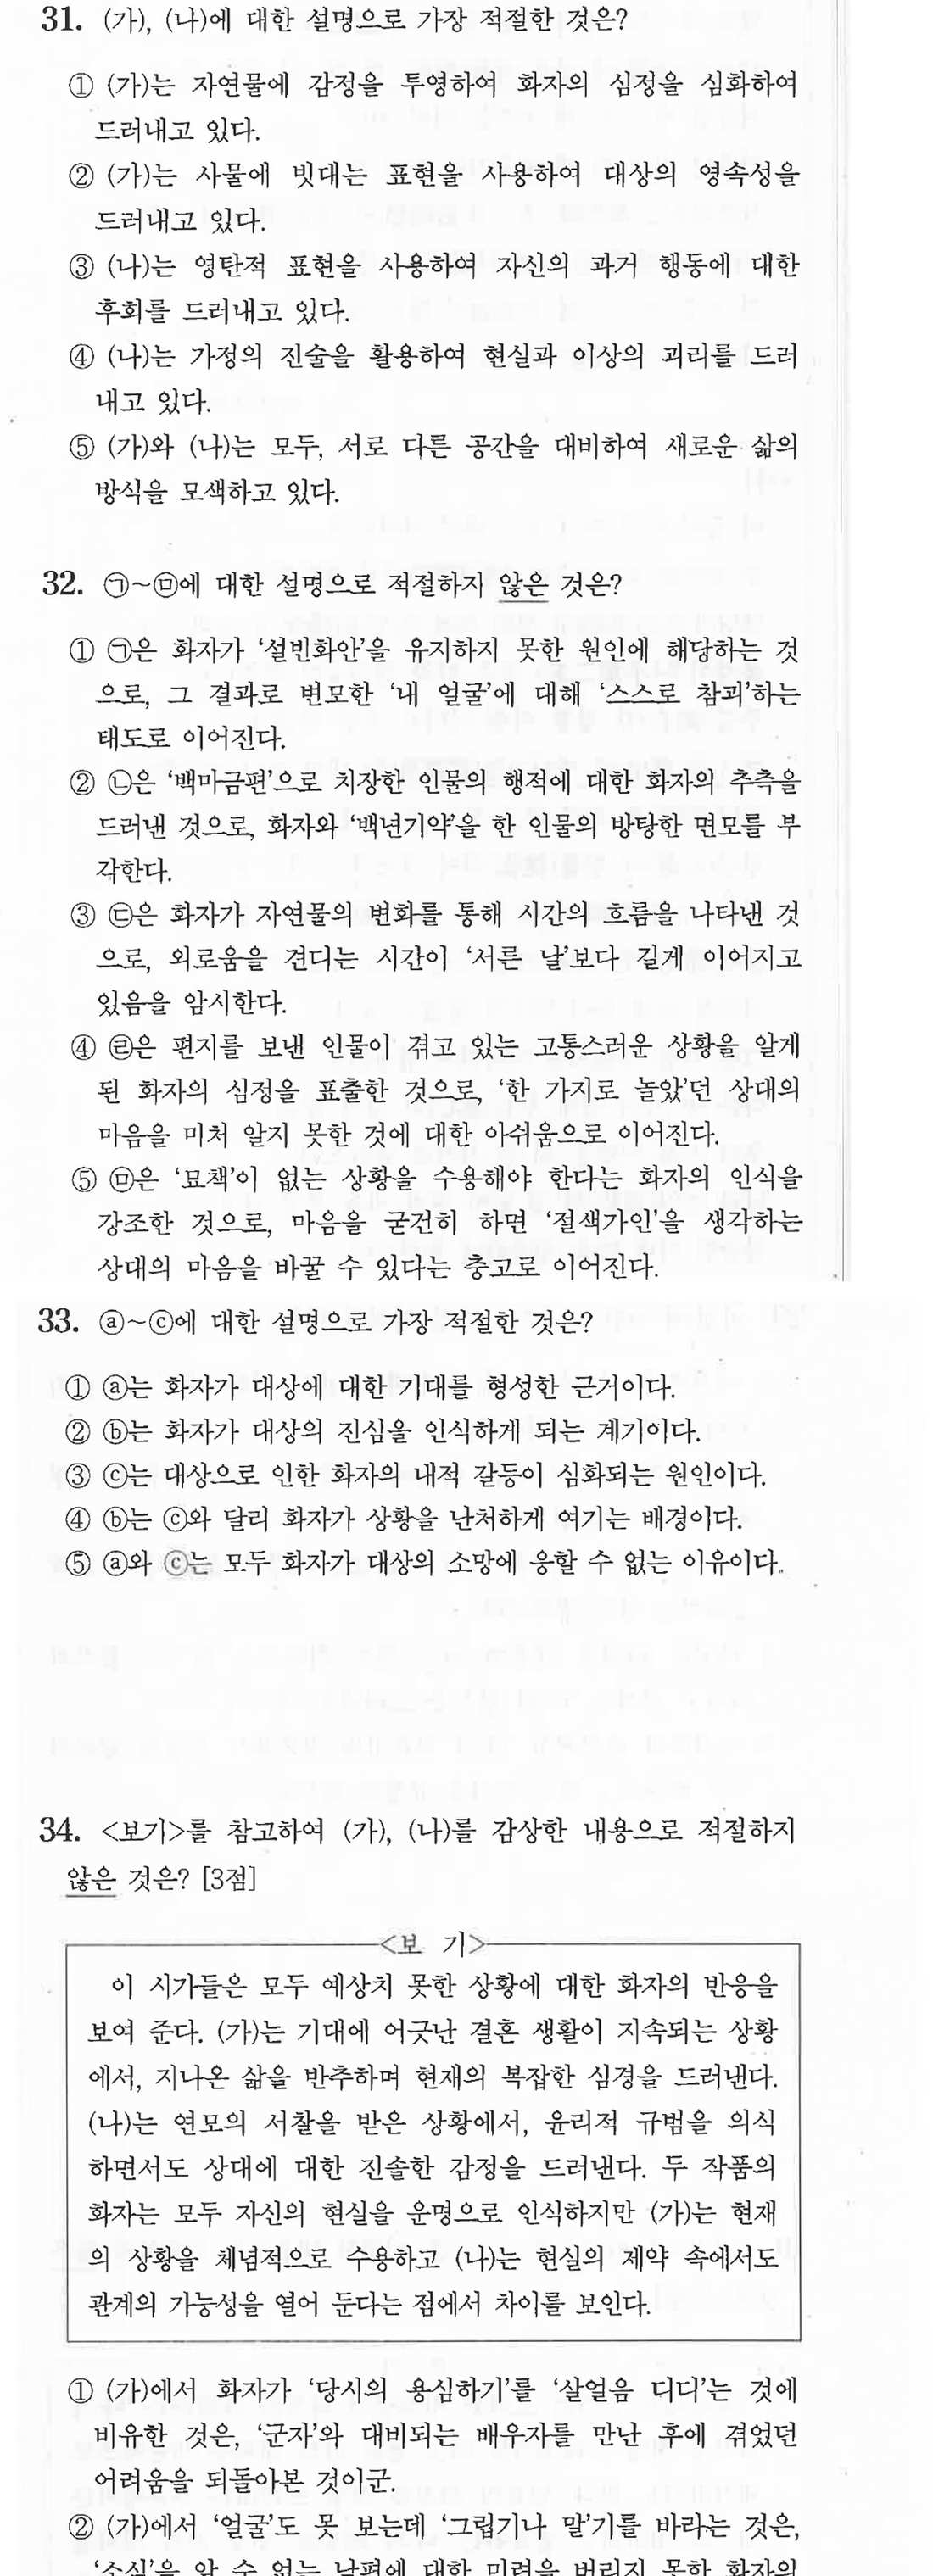 31. (가), (나)에 대한 설명으로 가장 적절한 것은?
① (가)는 자연물에 감정을 투영하여 화자의 심정을 심화하여
드러내고 있다.
② (가)는 사물에 빗대는 표현을 사용하여 대상의 영속성을
드러내고 있다.
③ (나)는 영탄적 표현을 사용하여 자신의 과거 행동에 대한
후회를 드러내고 있다.
④ (나)는 가정의 진술을 활용하여 현실과 이상의 괴리를 드러
내고 있다.
⑤ (가)와 (나)는 모두, 서로 다른 공간을 대비하여 새로운 삶의
방식을 모색하고 있다.
32. ㉠~㉤에 대한 설명으로 적절하지 않은 것은?
① ㉠은 화자가 '설빈화안'을 유지하지 못한 원인에 해당하는 것
으로, 그 결과로 변모한 '내 얼굴'에 대해 '스스로 참괴'하는
태도로 이어진다.
② ㉡은 '백마금편'으로 치장한 인물의 행적에 대한 화자의 추측을
드러낸 것으로, 화자와 '백년기약'을 한 인물의 방탕한 면모를 부
각한다.
③ ㉢은 화자가 자연물의 변화를 통해 시간의 흐름을 나타낸 것
으로, 외로움을 견디는 시간이 '서른 날'보다 길게 이어지고
있음을 암시한다.
④ ㉣은 편지를 보낸 인물이 겪고 있는 고통스러운 상황을 알게
된 화자의 심정을 표출한 것으로, '한 가지로 놀았'던 상대의
마음을 미처 알지 못한 것에 대한 아쉬움으로 이어진다.
⑤ ㉤은 '묘책'이 없는 상황을 수용해야 한다는 화자의 인식을
강조한 것으로, 마음을 굳건히 하면 '절색가인'을 생각하는
상대의 마음을 바꿀 수 있다는 충고로 이어진다.
33. ⓐ~ⓒ에 대한 설명으로 가장 적절한 것은?
① ⓐ는 화자가 대상에 대한 기대를 형성한 근거이다.
② ⓑ는 화자가 대상의 진심을 인식하게 되는 계기이다.
③ ⓒ는 대상으로 인한 화자의 내적 갈등이 심화되는 원인이다.
④ ⓑ는 ⓒ와 달리 화자가 상황을 난처하게 여기는 배경이다.
⑤ ⓐ와 ⓒ는 모두 화자가 대상의 소망에 응할 수 없는 이유이다.
34. <보기>를 참고하여 (가), (나)를 감상한 내용으로 적절하지
않은 것은? [3점]
<보 기>
이 시가들은 모두 예상치 못한 상황에 대한 화자의 반응을
보여 준다. (가)는 기대에 어긋난 결혼 생활이 지속되는 상황
에서, 지나온 삶을 반추하며 현재의 복잡한 심경을 드러낸다.
(나)는 연모의 서찰을 받은 상황에서, 윤리적 규범을 의식
하면서도 상대에 대한 진솔한 감정을 드러낸다. 두 작품의
화자는 모두 자신의 현실을 운명으로 인식하지만 (가)는 현재
의 상황을 체념적으로 수용하고 (나)는 현실의 제약 속에서도
관계의 가능성을 열어 둔다는 점에서 차이를 보인다.
① (가)에서 화자가 '당시의 용심하기'를 '살얼음 디디'는 것에
비유한 것은, '군자'와 대비되는 배우자를 만난 후에 겪었던
어려움을 되돌아본 것이군.
② (가)에서 '얼굴'도 못 보는데 '그립기나 말'기를 바라는 것은,
'소식'을 알 수 없는 남편에 대한 미련을 버리지 못한 화자의